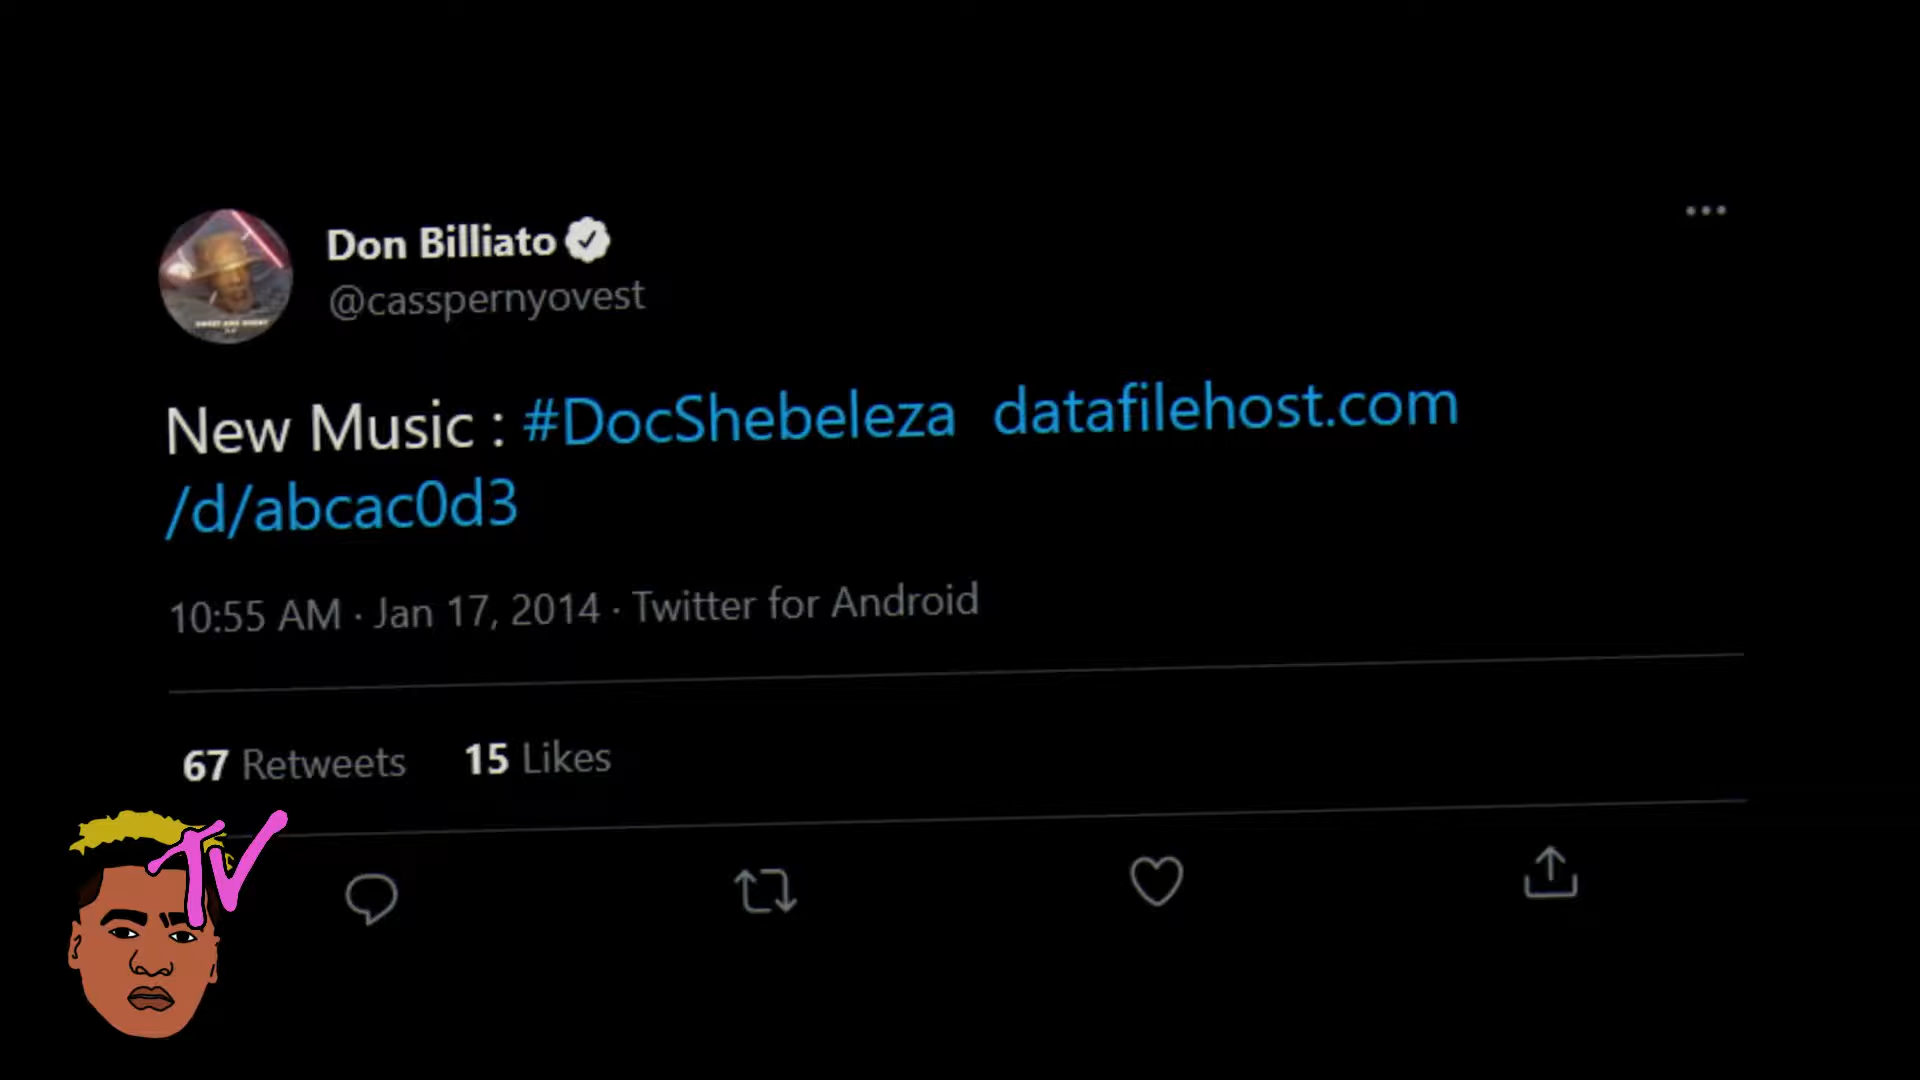 Don Billiato
@casspernyovest
New Music : #DocShebeleza datafilehost.com
/d/abcac0d3
10:55 AM · Jan 17, 2014 · Twitter for Android
67 Retweets 15 Likes
TV